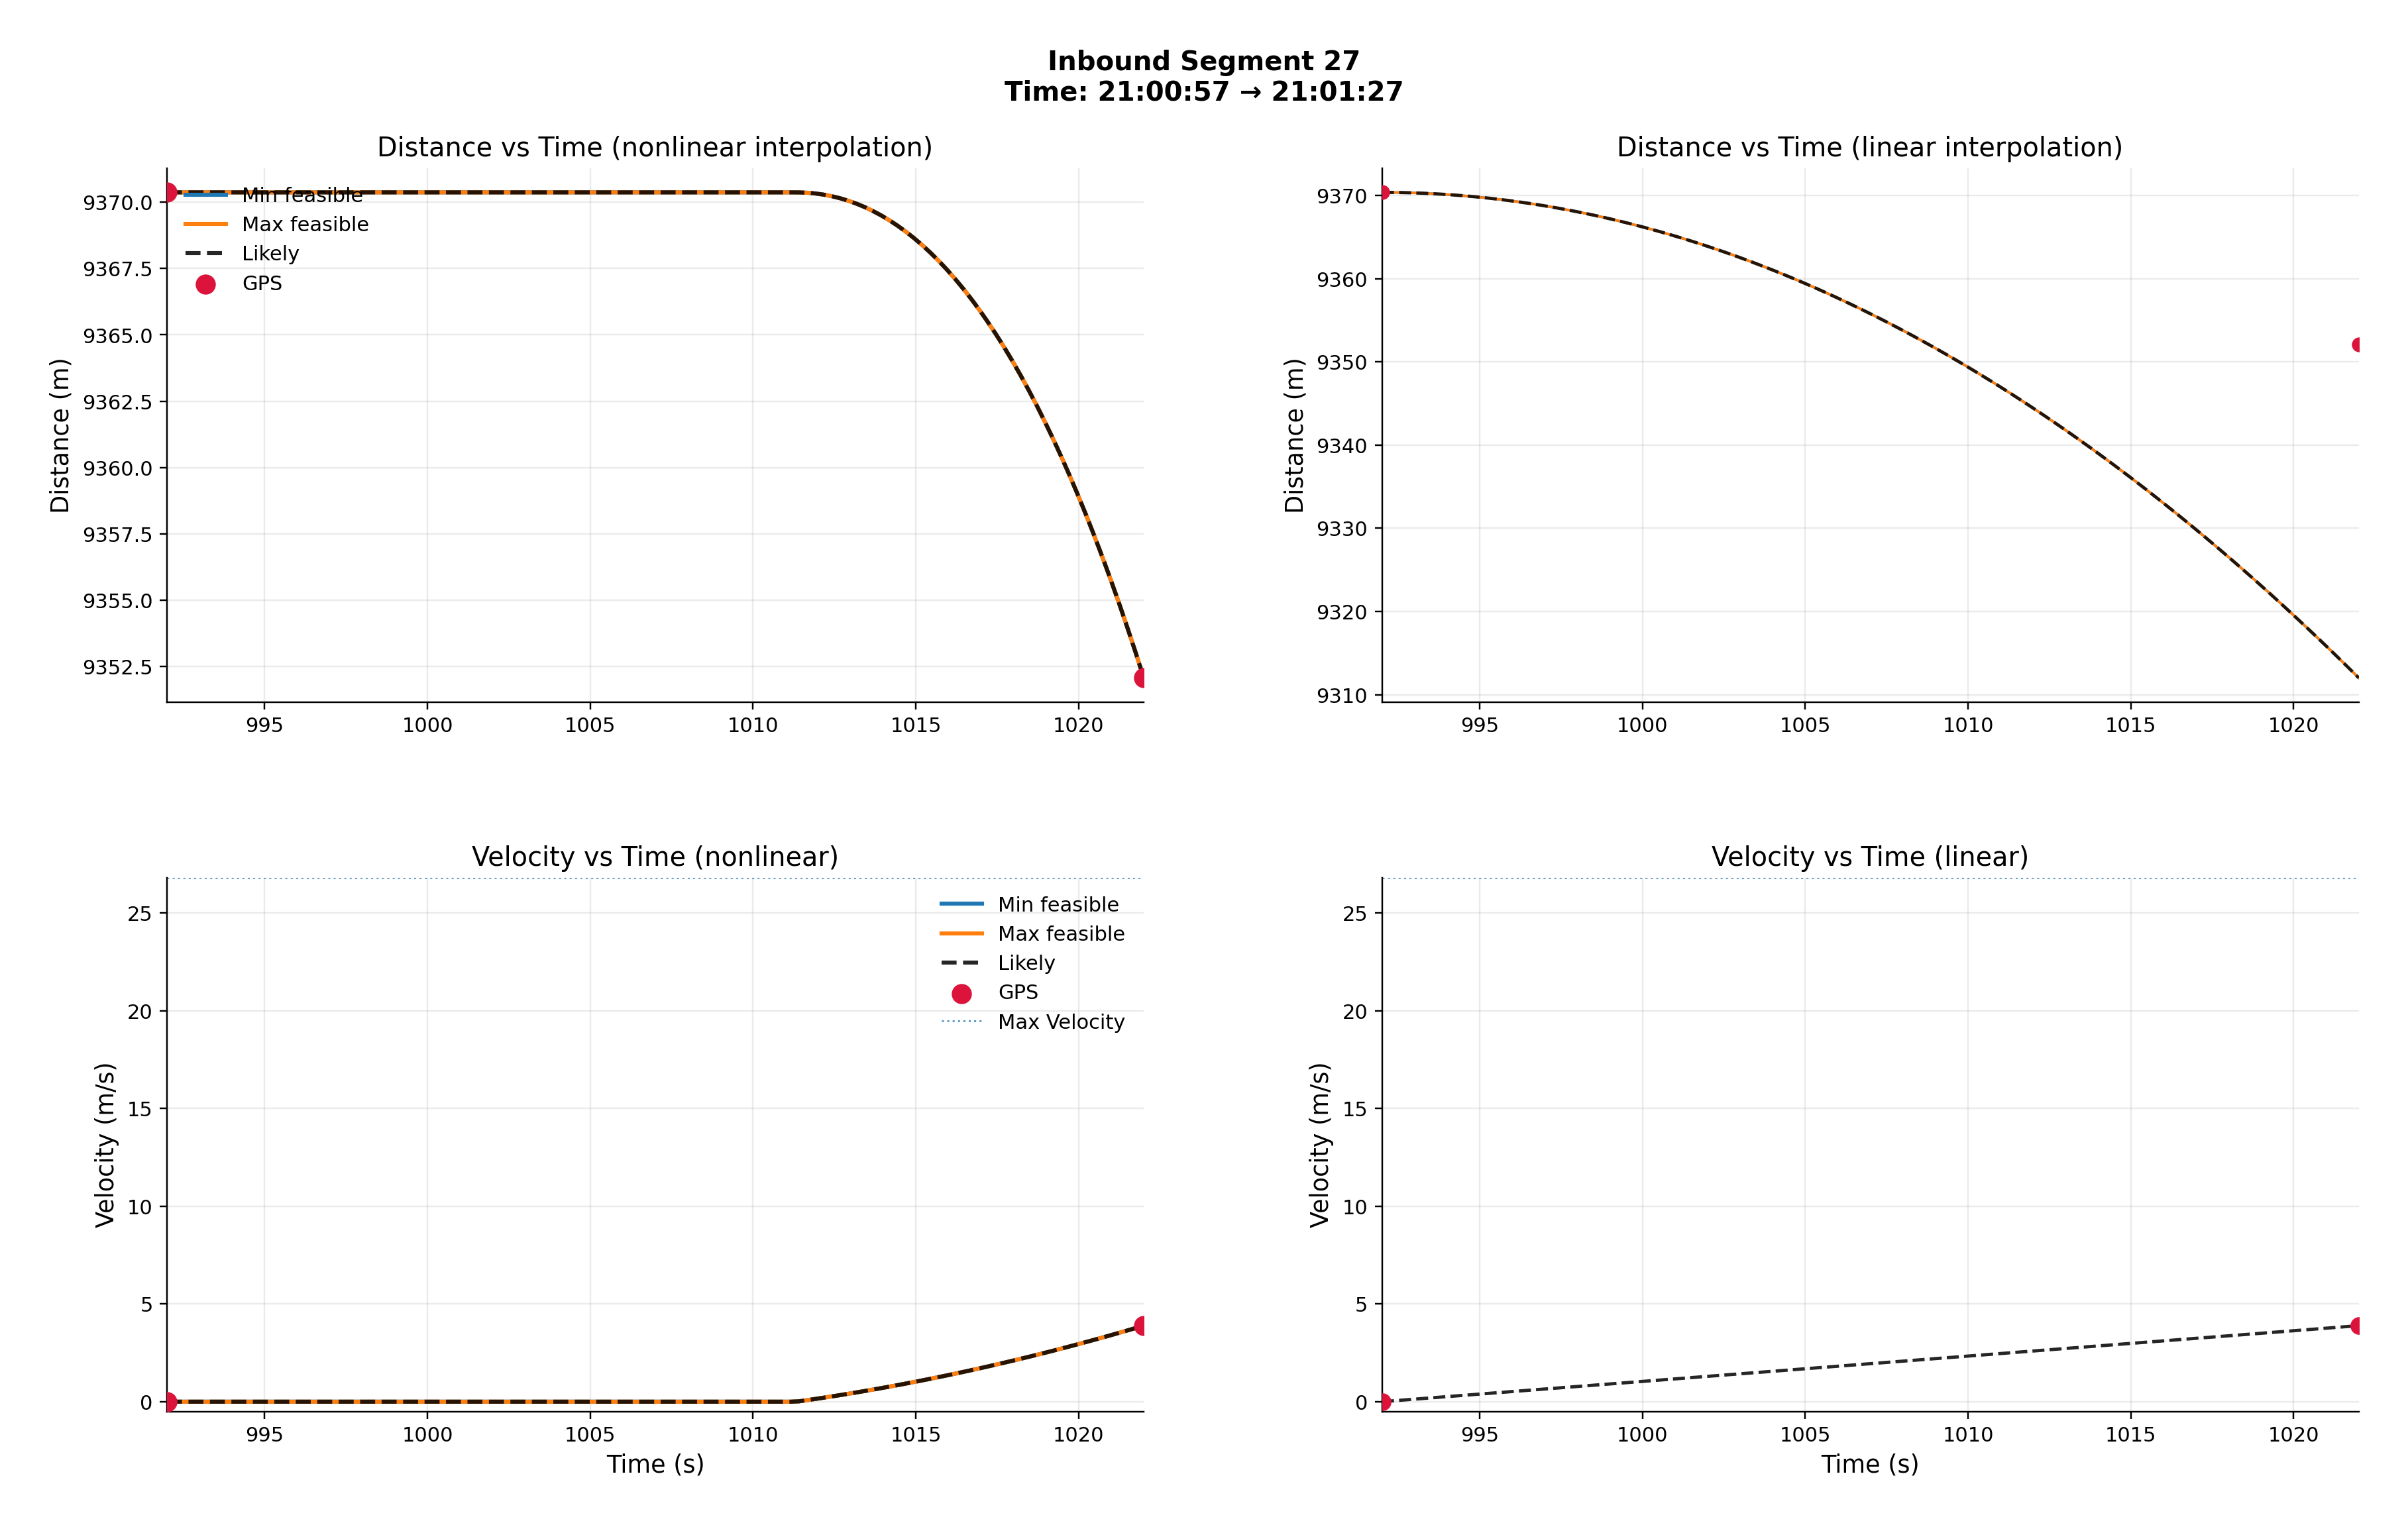 Inbound Segment 27
Time: 21:00:57 → 21:01:27
Distance vs Time (nonlinear interpolation)
Distance (m)
9370.0
9367.5
9365.0
9362.5
9360.0
9357.5
9355.0
9352.5
Min feasible
Max feasible
Likely
GPS
995 1000 1005 1010 1015 1020
Distance vs Time (linear interpolation)
Distance (m)
9370
9360
9350
9340
9330
9320
9310
995 1000 1005 1010 1015 1020
Velocity vs Time (nonlinear)
Velocity (m/s)
25
20
15
10
5
0
Min feasible
Max feasible
Likely
GPS
Max Velocity
995 1000 1005 1010 1015 1020
Time (s)
Velocity vs Time (linear)
Velocity (m/s)
25
20
15
10
5
0
995 1000 1005 1010 1015 1020
Time (s)